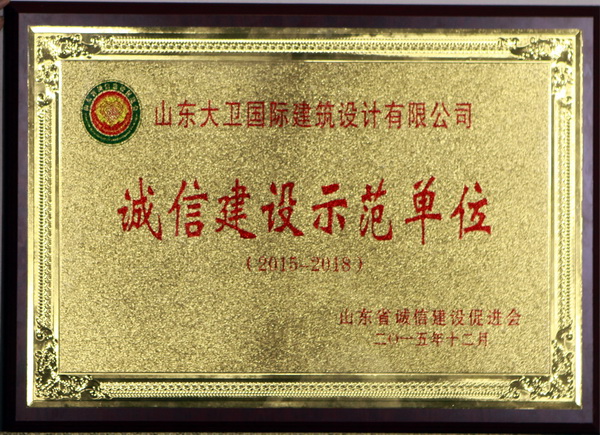 山东大卫国际建筑设计有限公司
诚信建设示范单位
（2015-2018）
山东省诚信建设促进会
二〇一五年十二月